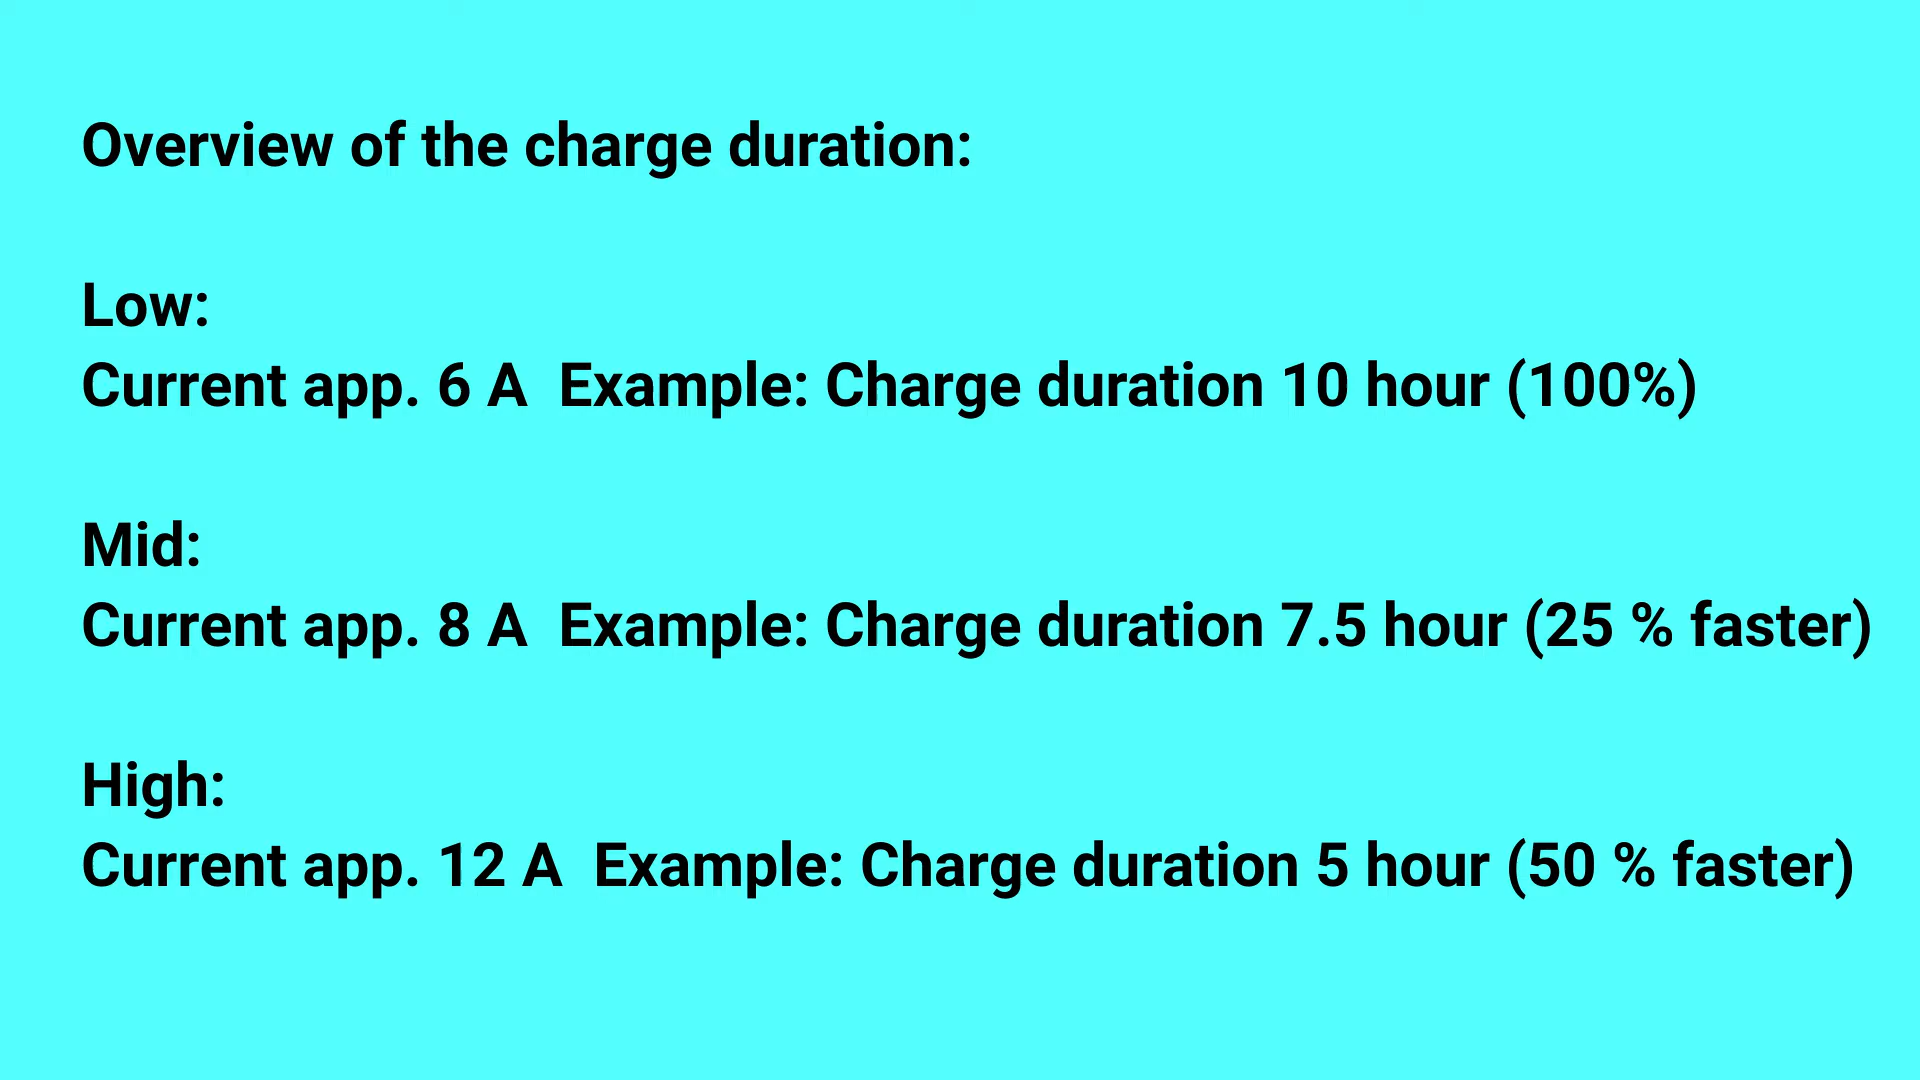 Overview of the charge duration:
Low:
Current app. 6 A  Example: Charge duration 10 hour (100%)
Mid:
Current app. 8 A  Example: Charge duration 7.5 hour (25 % faster)
High:
Current app. 12 A  Example: Charge duration 5 hour (50 % faster)